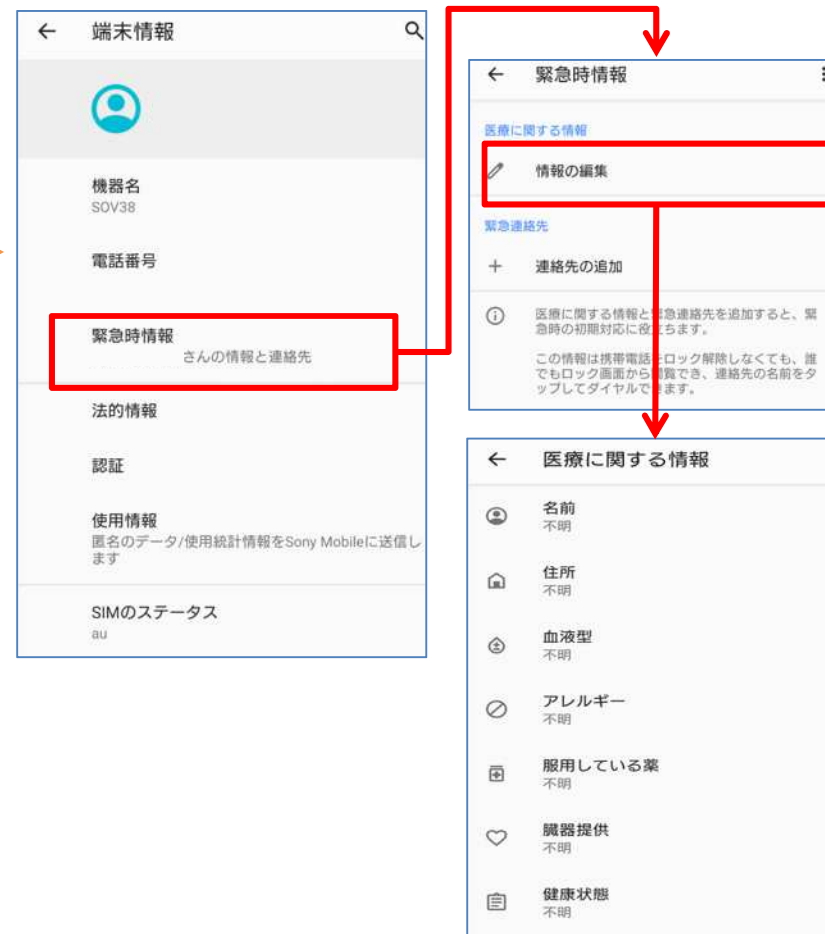 端末情報
機器名
SOV38
電話番号
緊急時情報
さんの情報と連絡先
法的情報
認証
使用情報
匿名のデータ/使用統計情報をSony Mobileに送信し
ます
SIMのステータス
au
緊急時情報
医療に関する情報
情報の編集
緊急連絡先
連絡先の追加
医療に関する情報と緊急連絡先を追加すると、緊
急時の初期対応に役立ちます。
この情報は携帯電話をロック解除しなくても、誰
でもロック画面から閲覧でき、連絡先の名前をタ
ップしてダイヤルできます。
医療に関する情報
名前
不明
住所
不明
血液型
不明
アレルギー
不明
服用している薬
不明
臓器提供
不明
健康状態
不明